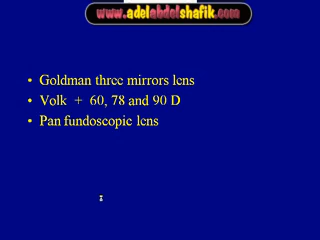 www.adelabdelshafik.com
• Goldman three mirrors lens
• Volk + 60, 78 and 90 D
• Pan fundoscopic lens